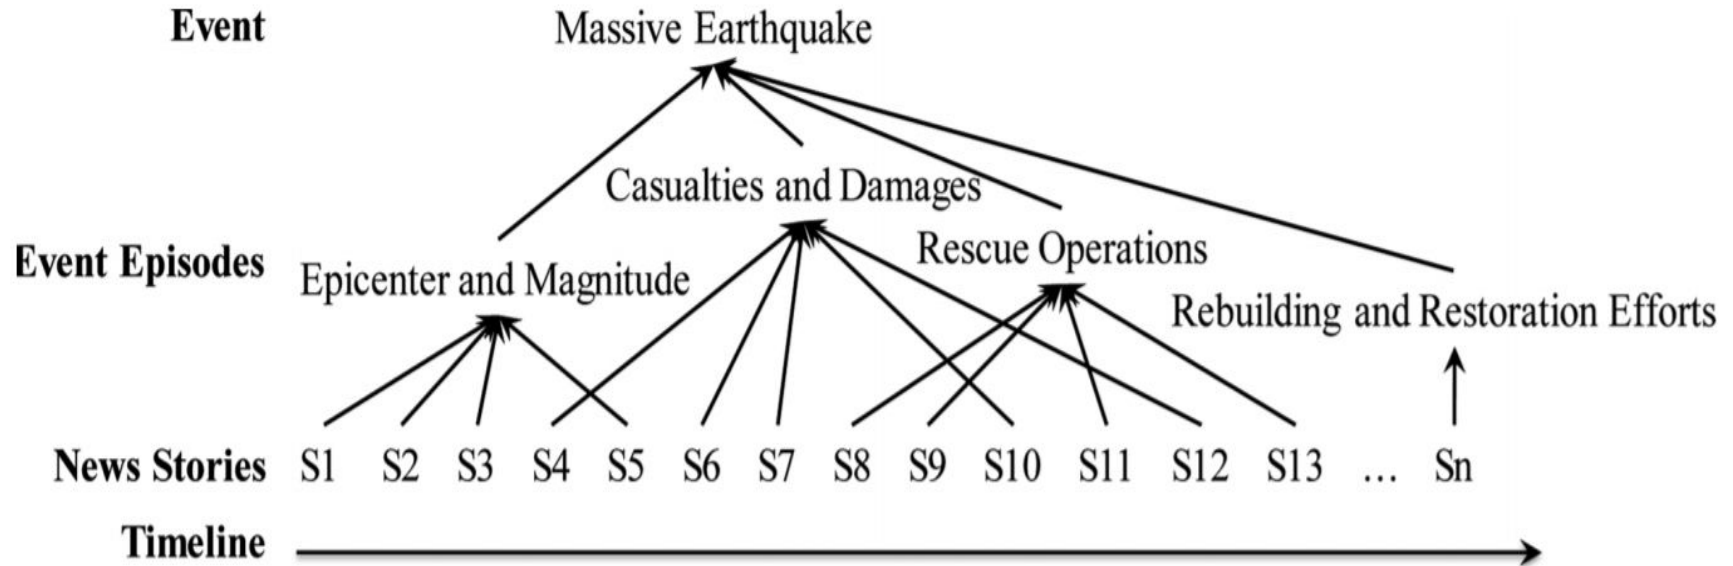 Event
Massive Earthquake
Casualties and Damages
Rescue Operations
Event Episodes
Epicenter and Magnitude
Rebuilding and Restoration Efforts
News Stories S1 S2 S3 S4 S5 S6 S7 S8 S9 S10 S11 S12 S13 ... Sn
Timeline